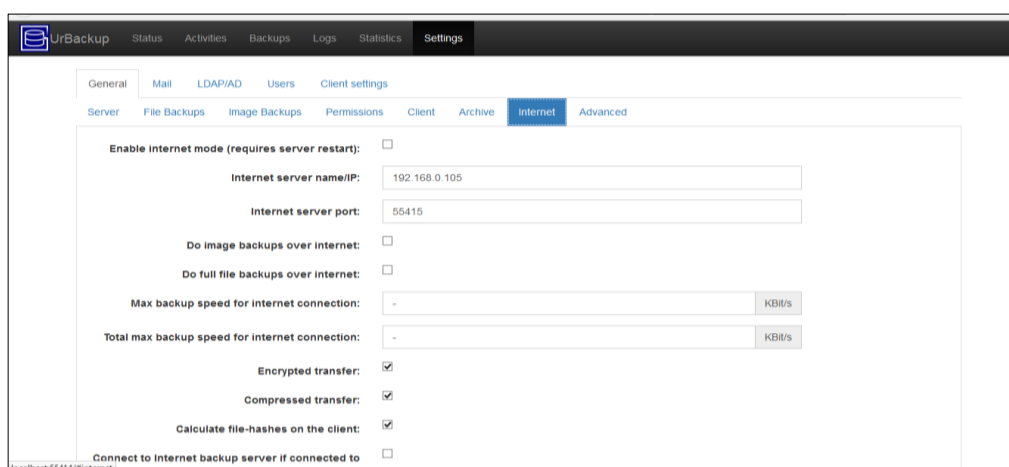 UrBackup Status Activities Backups Logs Statistics Settings
General Mail LDAP/AD Users Client settings
Server File Backups Image Backups Permissions Client Archive Internet Advanced
Enable internet mode (requires server restart):
Internet server name/IP: 192.168.0.105
Internet server port: 55415
Do image backups over internet:
Do full file backups over internet:
Max backup speed for internet connection: - KBit/s
Total max backup speed for internet connection: - KBit/s
Encrypted transfer:
Compressed transfer:
Calculate file-hashes on the client:
Connect to Internet backup server if connected to